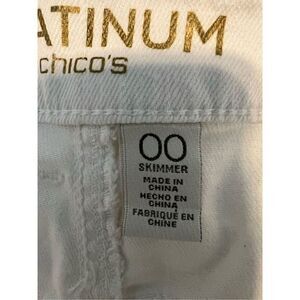 ATINUM
chico's
00
SKIMMER
MADE IN
CHINA
HECHO EN
CHINA
FABRIQUÉ EN
CHINE